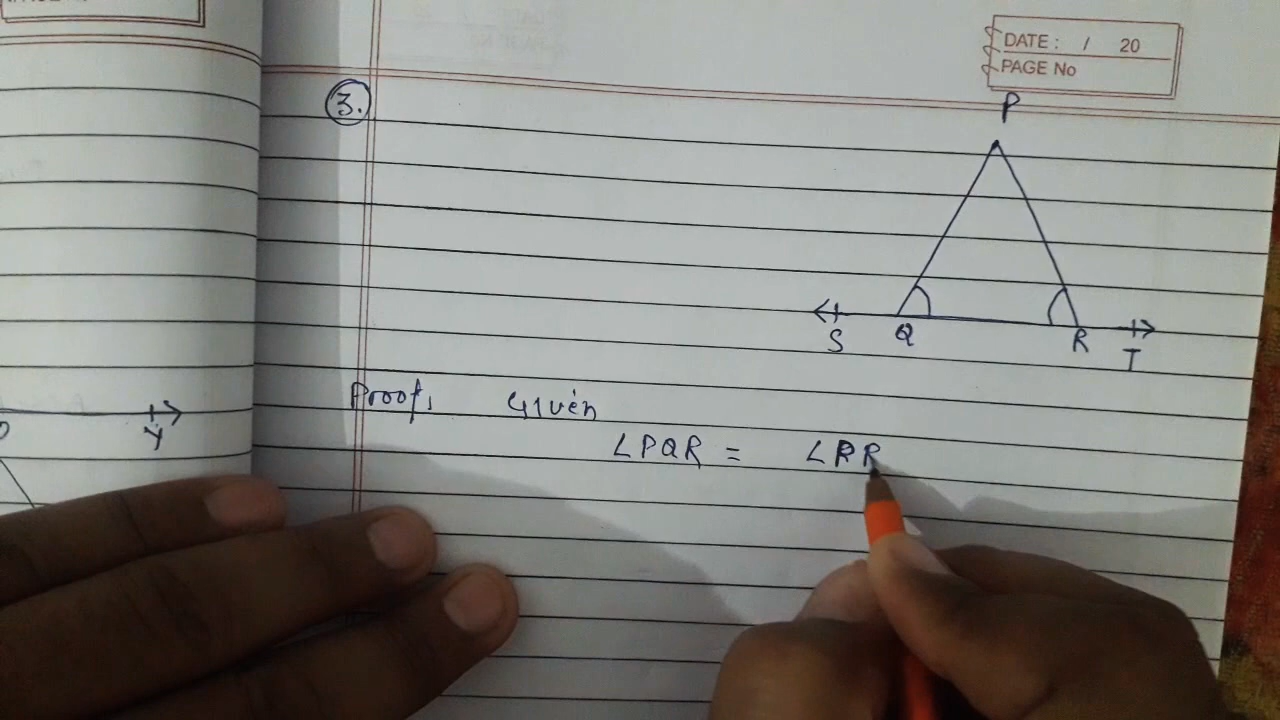 DATE : / 20
PAGE No
3.
P
S Q R T
Proof, Given
Y
∠PQR = ∠PR